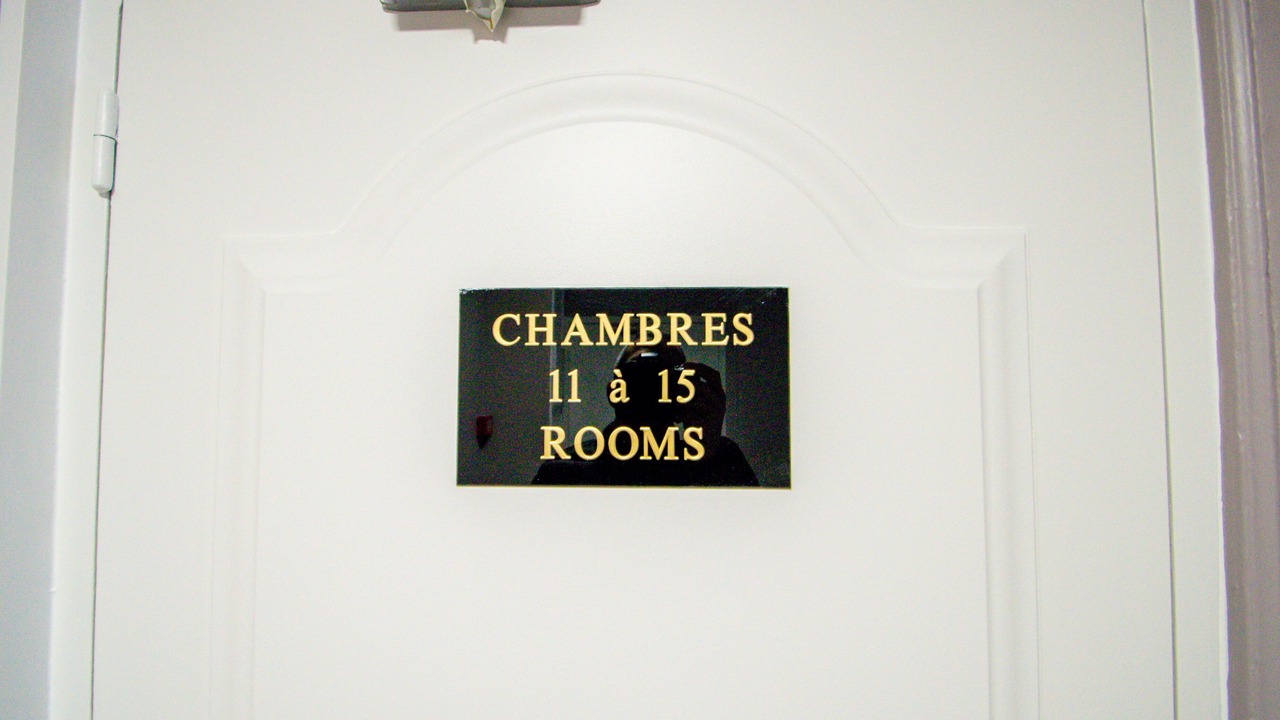 CHAMBRES
11 à 15
ROOMS